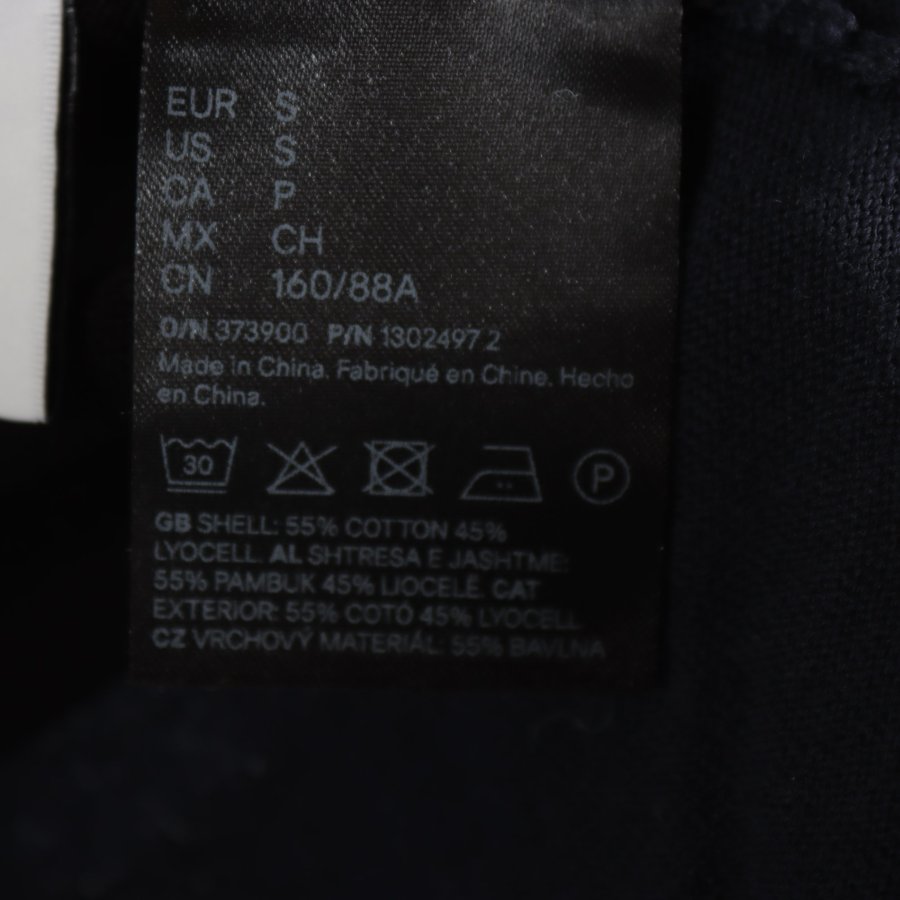 EUR S
US S
CA P
MX CH
CN 160/88A
O/N 373900 P/N 1302497.2
Made in China. Fabriqué en Chine. Hecho
en China.
30 P
GB SHELL: 55% COTTON 45%
LYOCELL. AL SHTRESA E JASHTME:
55% PAMBUK 45% LIOCELË. CAT
EXTERIOR: 55% COTÓ 45% LYOCELL
CZ VRCHOVÝ MATERIÁL: 55% BAVLNA